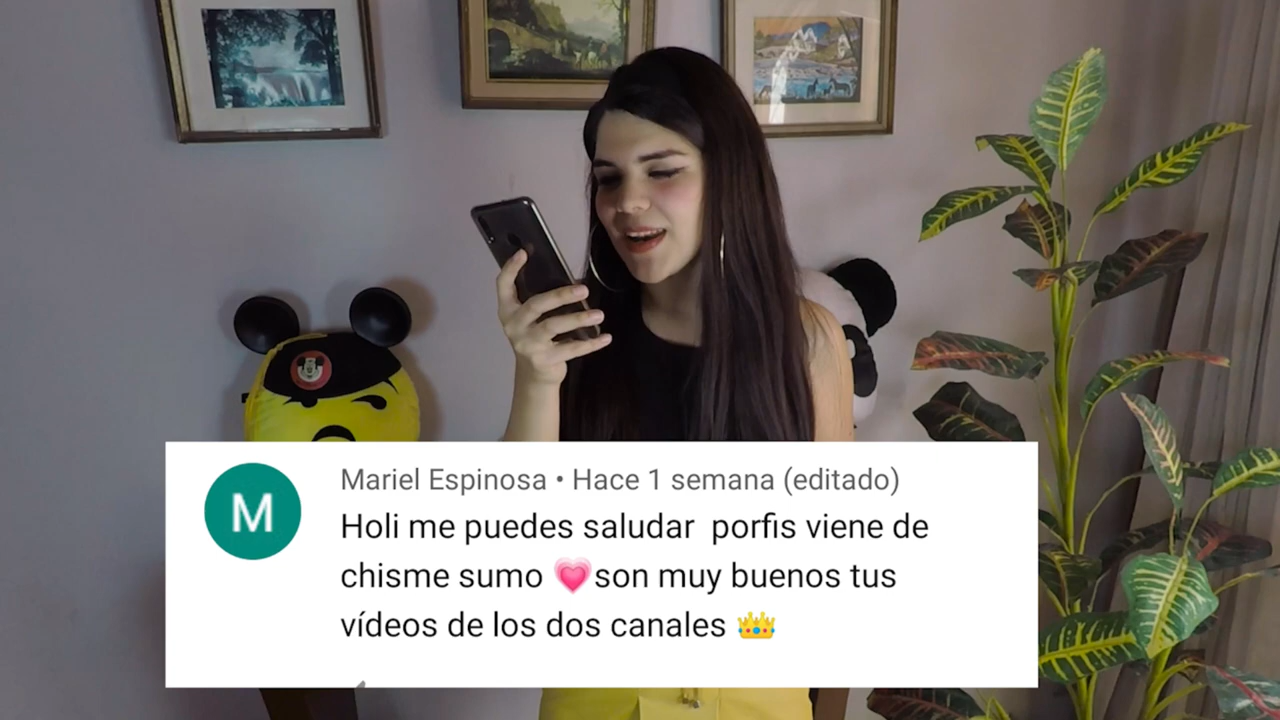 M
Mariel Espinosa • Hace 1 semana (editado)
Holi me puedes saludar porfis viene de
chisme sumo 💗son muy buenos tus
vídeos de los dos canales 👑